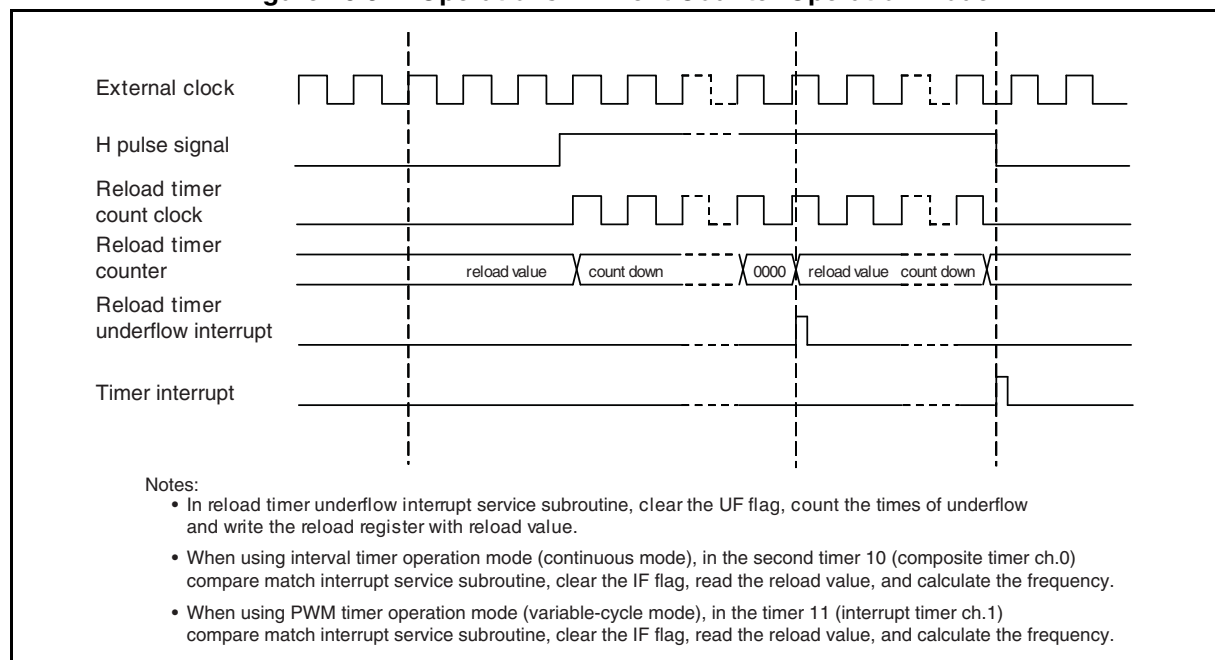 External clock
H pulse signal
Reload timer
count clock
Reload timer
counter
reload value count down 0000 reload value count down
Reload timer
underflow interrupt
Timer interrupt
Notes:
• In reload timer underflow interrupt service subroutine, clear the UF flag, count the times of underflow
and write the reload register with reload value.
• When using interval timer operation mode (continuous mode), in the second timer 10 (composite timer ch.0)
compare match interrupt service subroutine, clear the IF flag, read the reload value, and calculate the frequency.
• When using PWM timer operation mode (variable-cycle mode), in the timer 11 (interrupt timer ch.1)
compare match interrupt service subroutine, clear the IF flag, read the reload value, and calculate the frequency.